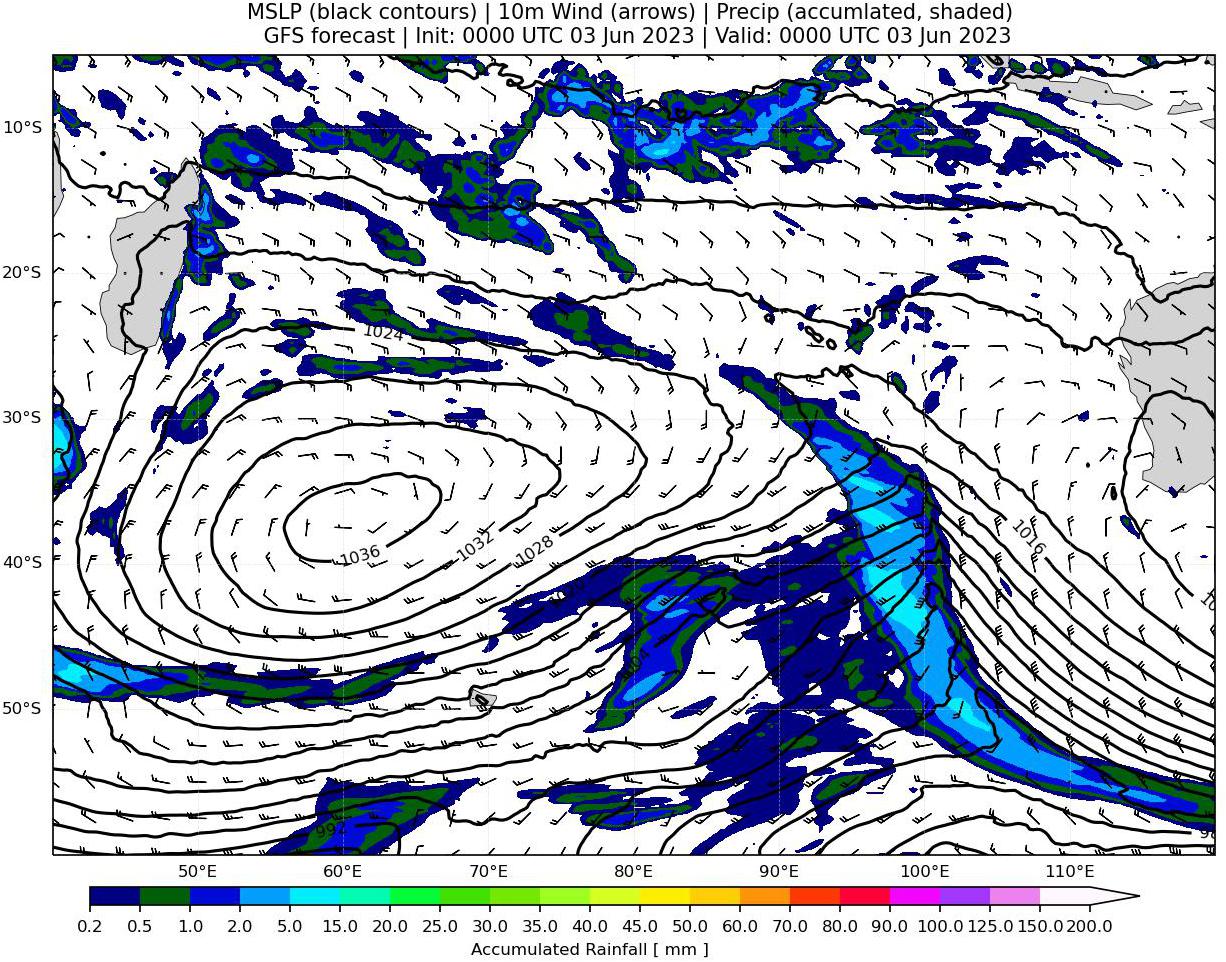 MSLP (black contours) | 10m Wind (arrows) | Precip (accumlated, shaded)
GFS forecast | Init: 0000 UTC 03 Jun 2023 | Valid: 0000 UTC 03 Jun 2023
10°S
20°S
1024
30°S
1016
1032
1028
1036
40°S
50°S
992
50°E 60°E 70°E 80°E 90°E 100°E 110°E
0.2 0.5 1.0 2.0 5.0 10.0 15.0 20.0 25.0 30.0 35.0 40.0 45.0 50.0 60.0 70.0 80.0 90.0 100.0 125.0 150.0 200.0
Accumulated Rainfall [ mm ]